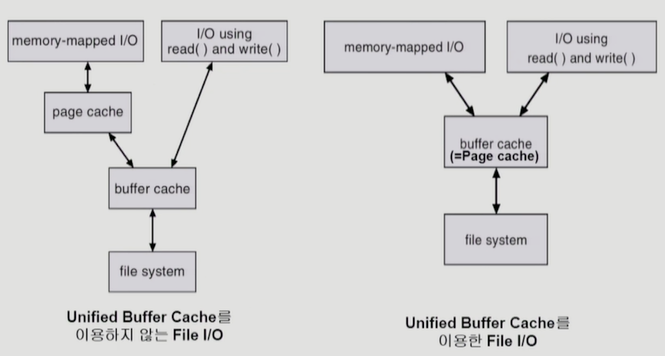 memory-mapped I/O
I/O using
read( ) and write( )
page cache
buffer cache
file system
Unified Buffer Cache를
이용하지 않는 File I/O
memory-mapped I/O
I/O using
read( ) and write( )
buffer cache
(=Page cache)
file system
Unified Buffer Cache를
이용한 File I/O